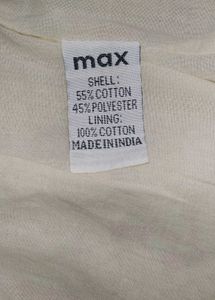 max
SHELL:
55% COTTON
45% POLYESTER
LINING:
100% COTTON
MADE IN INDIA